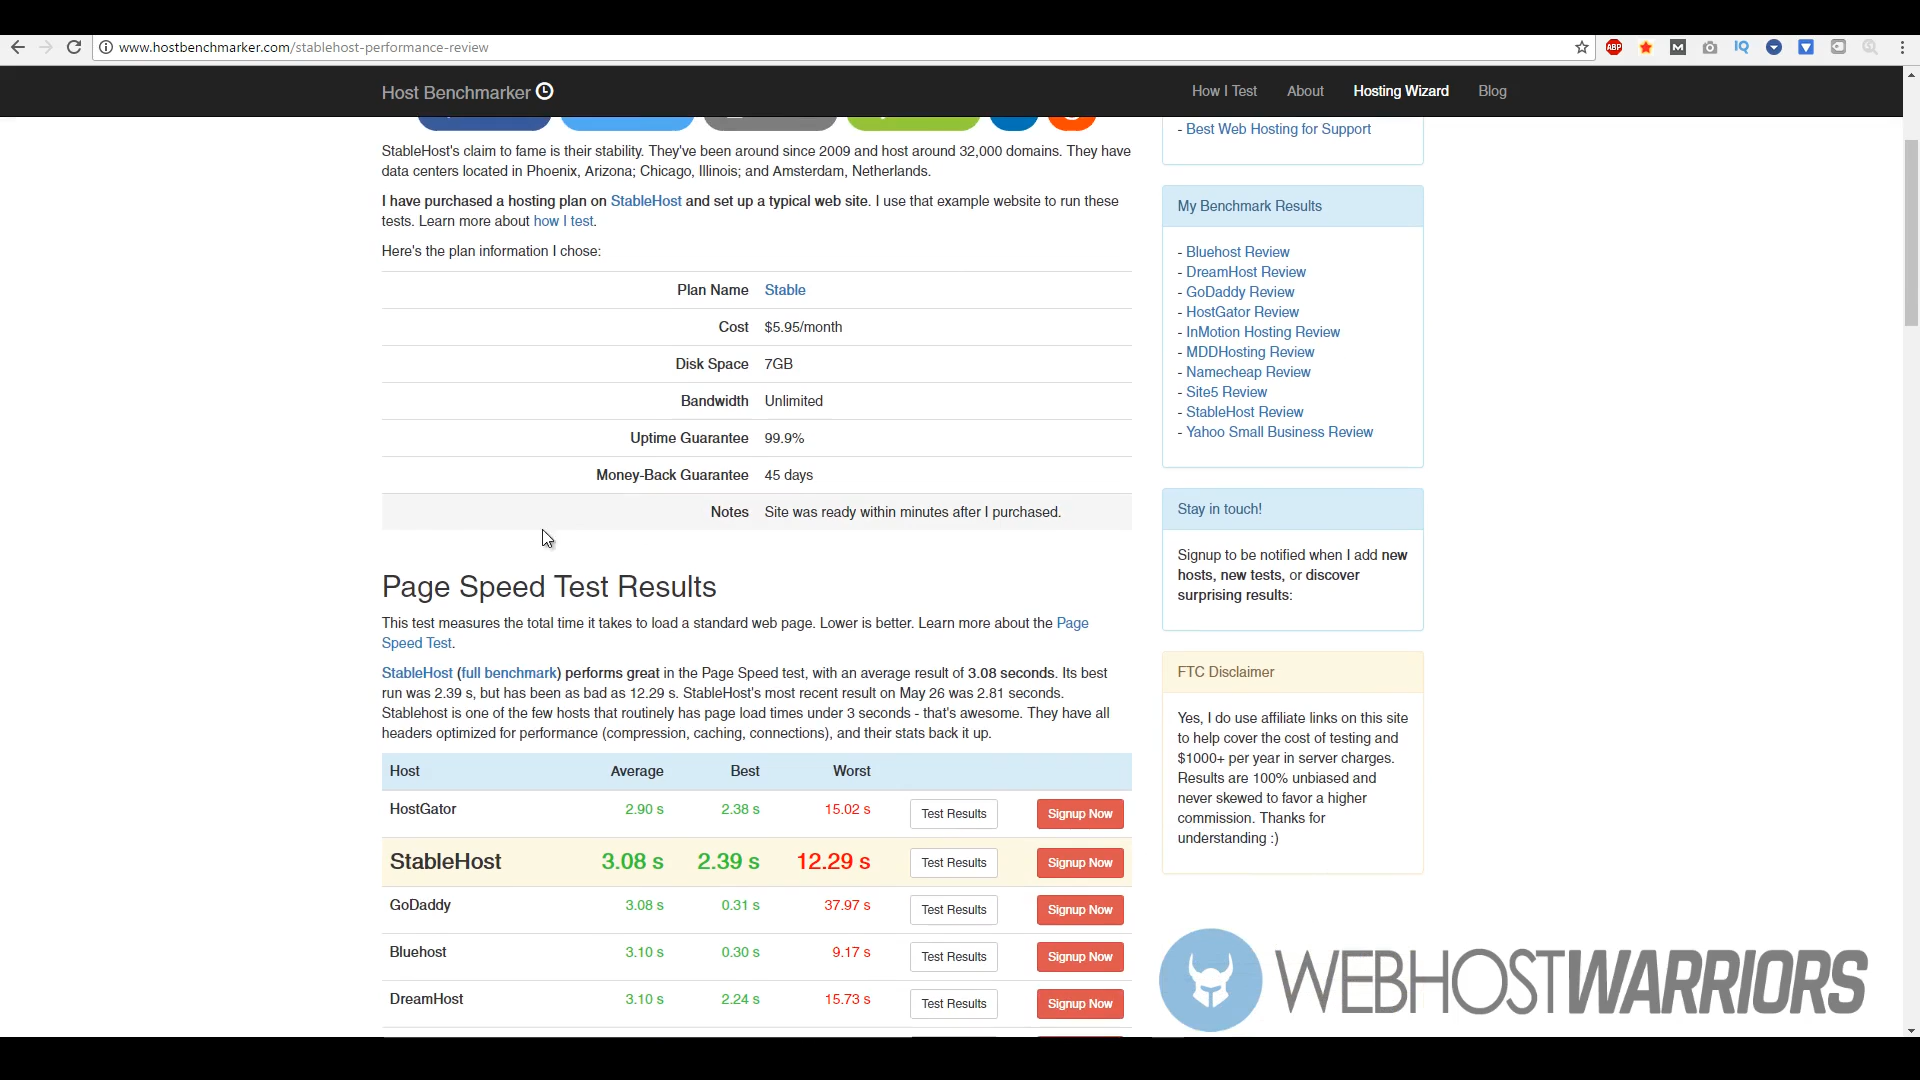 www.hostbenchmarker.com/stablehost-performance-review
ABP
M
IQ
Host Benchmarker
How I Test
About
Hosting Wizard
Blog
StableHost's claim to fame is their stability. They've been around since 2009 and host around 32,000 domains. They have
data centers located in Phoenix, Arizona; Chicago, Illinois; and Amsterdam, Netherlands.
I have purchased a hosting plan on StableHost and set up a typical web site. I use that example website to run these
tests. Learn more about how I test.
Here's the plan information I chose:
Plan Name Stable
Cost $5.95/month
Disk Space 7GB
Bandwidth Unlimited
Uptime Guarantee 99.9%
Money-Back Guarantee 45 days
Notes Site was ready within minutes after I purchased.
Page Speed Test Results
This test measures the total time it takes to load a standard web page. Lower is better. Learn more about the Page
Speed Test.
StableHost (full benchmark) performs great in the Page Speed test, with an average result of 3.08 seconds. Its best
run was 2.39 s, but has been as bad as 12.29 s. StableHost's most recent result on May 26 was 2.81 seconds.
Stablehost is one of the few hosts that routinely has page load times under 3 seconds - that's awesome. They have all
headers optimized for performance (compression, caching, connections), and their stats back it up.
Host Average Best Worst
HostGator 2.90 s 2.38 s 15.02 s Test Results Signup Now
StableHost 3.08 s 2.39 s 12.29 s Test Results Signup Now
GoDaddy 3.08 s 0.31 s 37.97 s Test Results Signup Now
Bluehost 3.10 s 0.30 s 9.17 s Test Results Signup Now
DreamHost 3.10 s 2.24 s 15.73 s Test Results Signup Now
- Best Web Hosting for Support
My Benchmark Results
- Bluehost Review
- DreamHost Review
- GoDaddy Review
- HostGator Review
- InMotion Hosting Review
- MDDHosting Review
- Namecheap Review
- Site5 Review
- StableHost Review
- Yahoo Small Business Review
Stay in touch!
Signup to be notified when I add new
hosts, new tests, or discover
surprising results:
FTC Disclaimer
Yes, I do use affiliate links on this site
to help cover the cost of testing and
$1000+ per year in server charges.
Results are 100% unbiased and
never skewed to favor a higher
commission. Thanks for
understanding :)
WEBHOSTWARRIORS